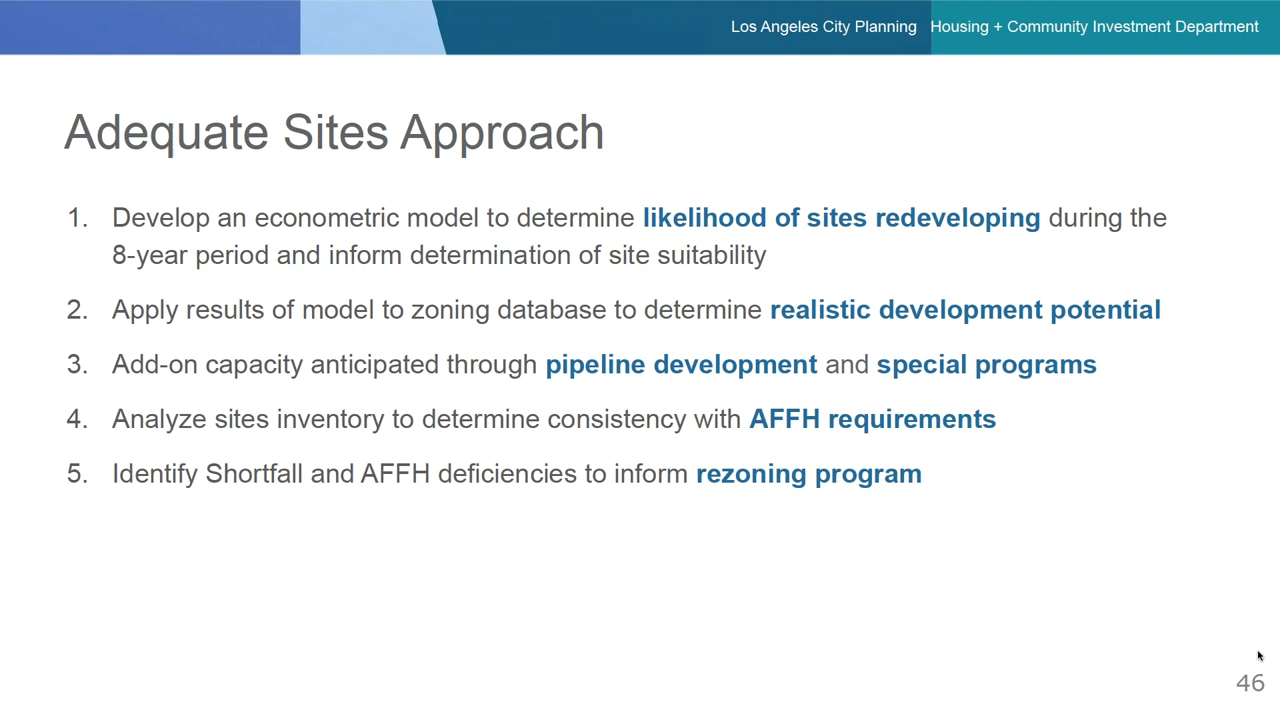 Los Angeles City Planning Housing + Community Investment Department
Adequate Sites Approach
1. Develop an econometric model to determine likelihood of sites redeveloping during the
8-year period and inform determination of site suitability
2. Apply results of model to zoning database to determine realistic development potential
3. Add-on capacity anticipated through pipeline development and special programs
4. Analyze sites inventory to determine consistency with AFFH requirements
5. Identify Shortfall and AFFH deficiencies to inform rezoning program
46